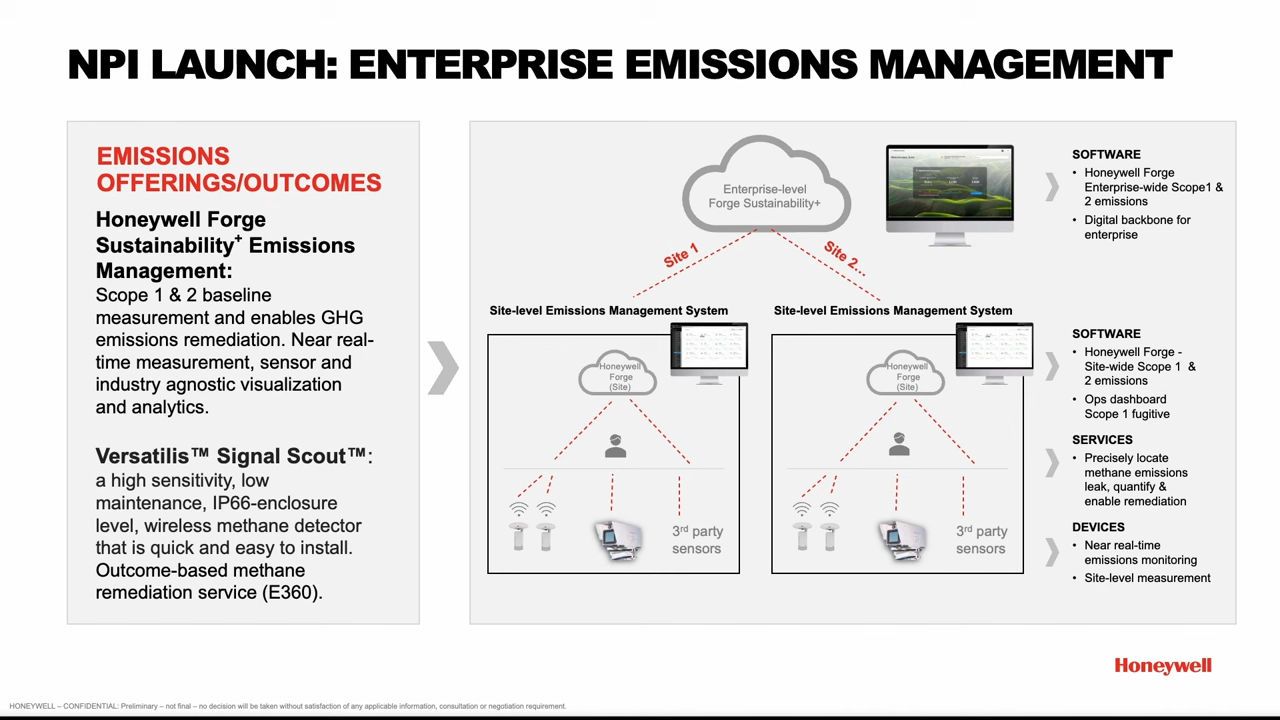 NPI LAUNCH: ENTERPRISE EMISSIONS MANAGEMENT
EMISSIONS
OFFERINGS/OUTCOMES
Honeywell Forge
Sustainability+ Emissions
Management:
Scope 1 & 2 baseline
measurement and enables GHG
emissions remediation. Near real-
time measurement, sensor and
industry agnostic visualization
and analytics.
Versatilis™ Signal Scout™:
a high sensitivity, low
maintenance, IP66-enclosure
level, wireless methane detector
that is quick and easy to install.
Outcome-based methane
remediation service (E360).
Enterprise-level
Forge Sustainability+
Site 1
Site 2...
Site-level Emissions Management System
Honeywell
Forge
(Site)
3rd party
sensors
Site-level Emissions Management System
Honeywell
Forge
(Site)
3rd party
sensors
SOFTWARE
• Honeywell Forge
Enterprise-wide Scope1 &
2 emissions
• Digital backbone for
enterprise
SOFTWARE
• Honeywell Forge -
Site-wide Scope 1 &
2 emissions
• Ops dashboard
Scope 1 fugitive
SERVICES
• Precisely locate
methane emissions
leak, quantify &
enable remediation
DEVICES
• Near real-time
emissions monitoring
• Site-level measurement
Honeywell
HONEYWELL – CONFIDENTIAL: Preliminary – not final – no decision will be taken without satisfaction of any applicable information, consultation or negotiation requirement.